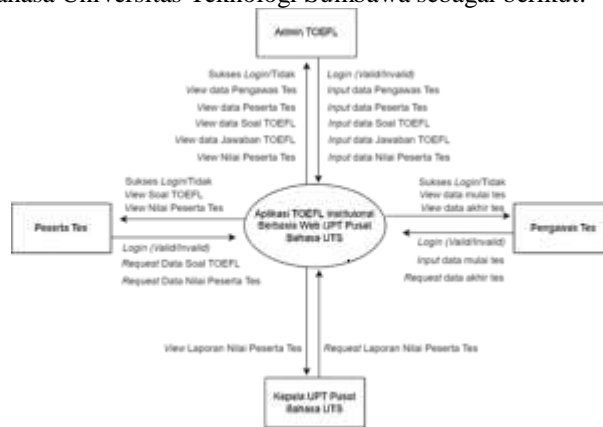 ahasa Universitas Teknologi Sumbawa sebagai berikut:
Admin TOEFL
Sukses Login/Tidak
View data Pengawas Tes
View data Peserta Tes
View data Soal TOEFL
View data Jawaban TOEFL
View Nilai Peserta Tes
Login (Valid/Invalid)
Input data Pengawas Tes
Input data Peserta Tes
Input data Soal TOEFL
Input data Jawaban TOEFL
Input data Nilai Peserta Tes
Sukses Login/Tidak
View Soal TOEFL
View Nilai Peserta Tes
Peserta Tes
Login (Valid/Invalid)
Request Data Soal TOEFL
Request Data Nilai Peserta Tes
Aplikasi TOEFL Institutional
Berbasis Web UPT Pusat
Bahasa UTS
Sukses Login/Tidak
View data mulai tes
View data akhir tes
Pengawas Tes
Login (Valid/Invalid)
Input data mulai tes
Request data akhir tes
View Laporan Nilai Peserta Tes
Request Laporan Nilai Peserta Tes
Kepala UPT Pusat
Bahasa UTS